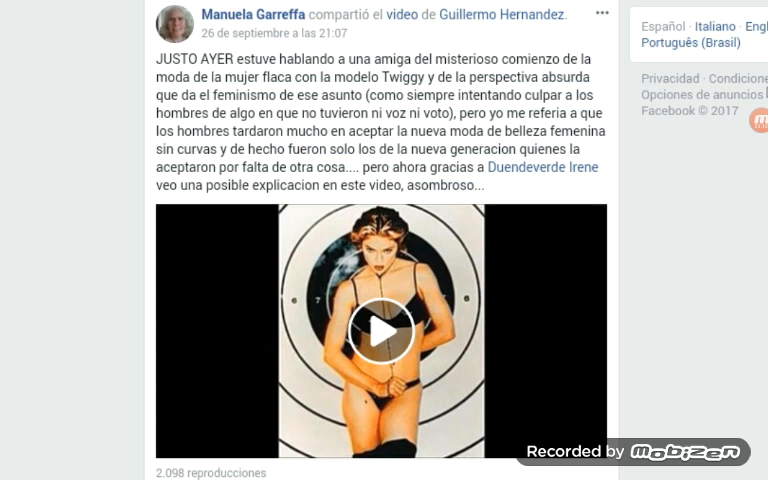 Manuela Garreffa compartió el video de Guillermo Hernandez.
26 de septiembre a las 21:07
JUSTO AYER estuve hablando a una amiga del misterioso comienzo de la
moda de la mujer flaca con la modelo Twiggy y de la perspectiva absurda
que da el feminismo de ese asunto (como siempre intentando culpar a los
hombres de algo en que no tuvieron ni voz ni voto), pero yo me referia a que
los hombres tardaron mucho en aceptar la nueva moda de belleza femenina
sin curvas y de hecho fueron solo los de la nueva generacion quienes la
aceptaron por falta de otra cosa.... pero ahora gracias a Duendeverde Irene
veo una posible explicacion en este video, asombroso...
6 7 6
2.098 reproducciones
Español · Italiano · Engl
Português (Brasil)
Privacidad · Condicione
Opciones de anuncios
Facebook © 2017
Recorded by mobizen